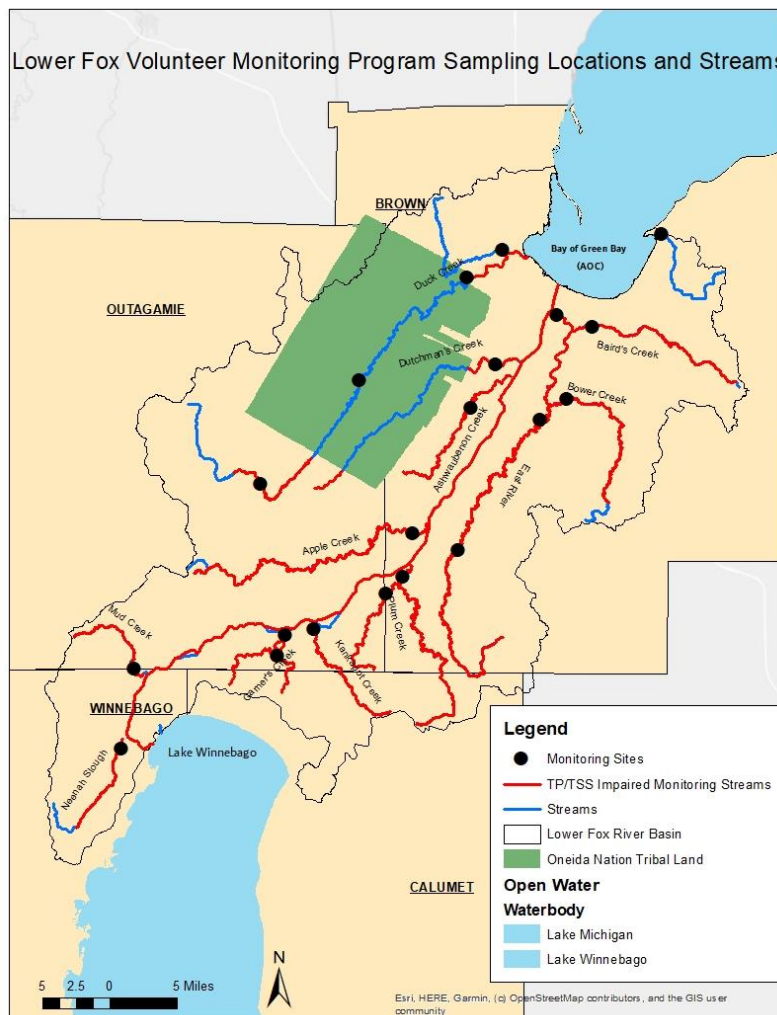 Lower Fox Volunteer Monitoring Program Sampling Locations and Streams
BROWN
Bay of Green Bay
(AOC)
Duck Creek
OUTAGAMIE
Dutchman's Creek
Baird's Creek
Bower Creek
Ashwaubenon Creek
East River
Apple Creek
Mud Creek
Plum Creek
Kankapot Creek
Garner's Creek
WINNEBAGO
Lake Winnebago
Neenah Slough
CALUMET
Legend
Monitoring Sites
TP/TSS Impaired Monitoring Streams
Streams
Lower Fox River Basin
Oneida Nation Tribal Land
Open Water
Waterbody
Lake Michigan
Lake Winnebago
N
5 2.5 0 5 Miles
Esri, HERE, Garmin, (c) OpenStreetMap contributors, and the GIS user
community